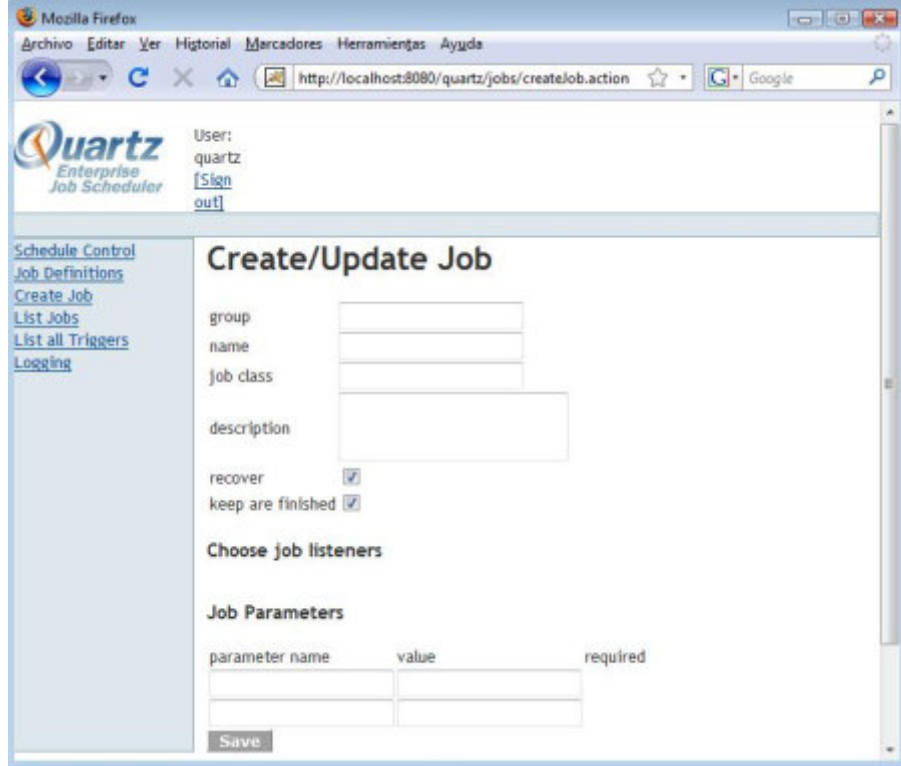 Mozilla Firefox
Archivo Editar Ver Historial Marcadores Herramientas Ayuda
http://localhost:8080/quartz/jobs/createJob.action
G Google
Quartz
Enterprise
Job Scheduler
User:
quartz
[Sign
out]
Schedule Control
Job Definitions
Create Job
List Jobs
List all Triggers
Logging
Create/Update Job
group
name
job class
description
recover
keep are finished
Choose job listeners
Job Parameters
parameter name value required
Save